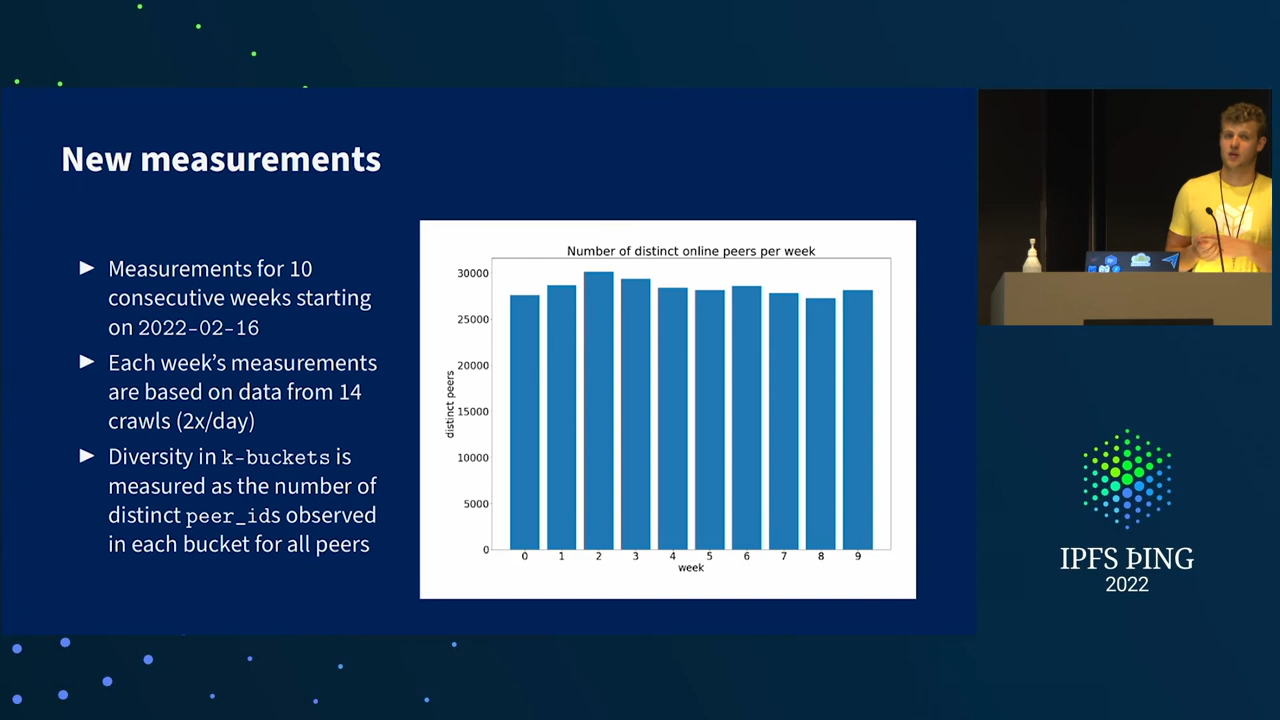 New measurements
▶ Measurements for 10
consecutive weeks starting
on 2022-02-16
▶ Each week's measurements
are based on data from 14
crawls (2x/day)
▶ Diversity in k-buckets is
measured as the number of
distinct peer_ids observed
in each bucket for all peers
Number of distinct online peers per week
distinct peers
30000
25000
20000
15000
10000
5000
0
0 1 2 3 4 5 6 7 8 9
week
IPFS ÞING
2022